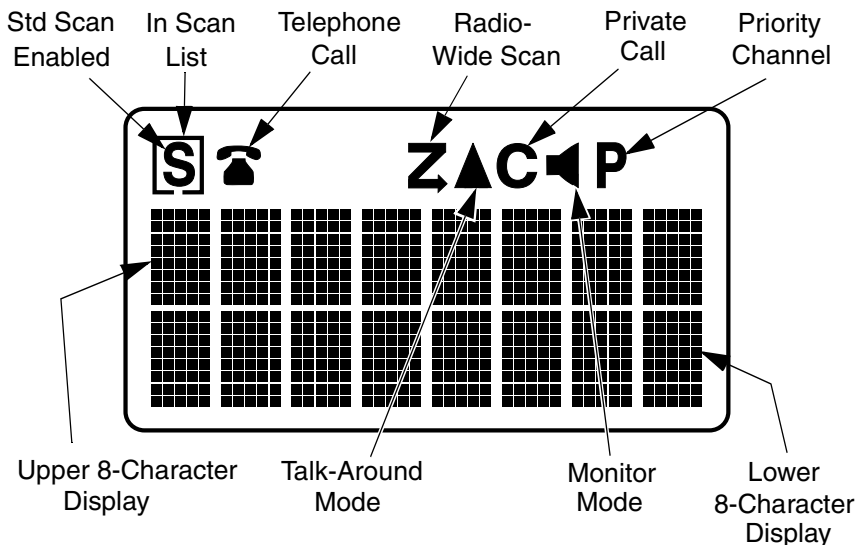 Std Scan
Enabled
In Scan
List
Telephone
Call
Radio-
Wide Scan
Private
Call
Priority
Channel
S
Z
C
P
Upper 8-Character
Display
Talk-Around
Mode
Monitor
Mode
Lower
8-Character
Display